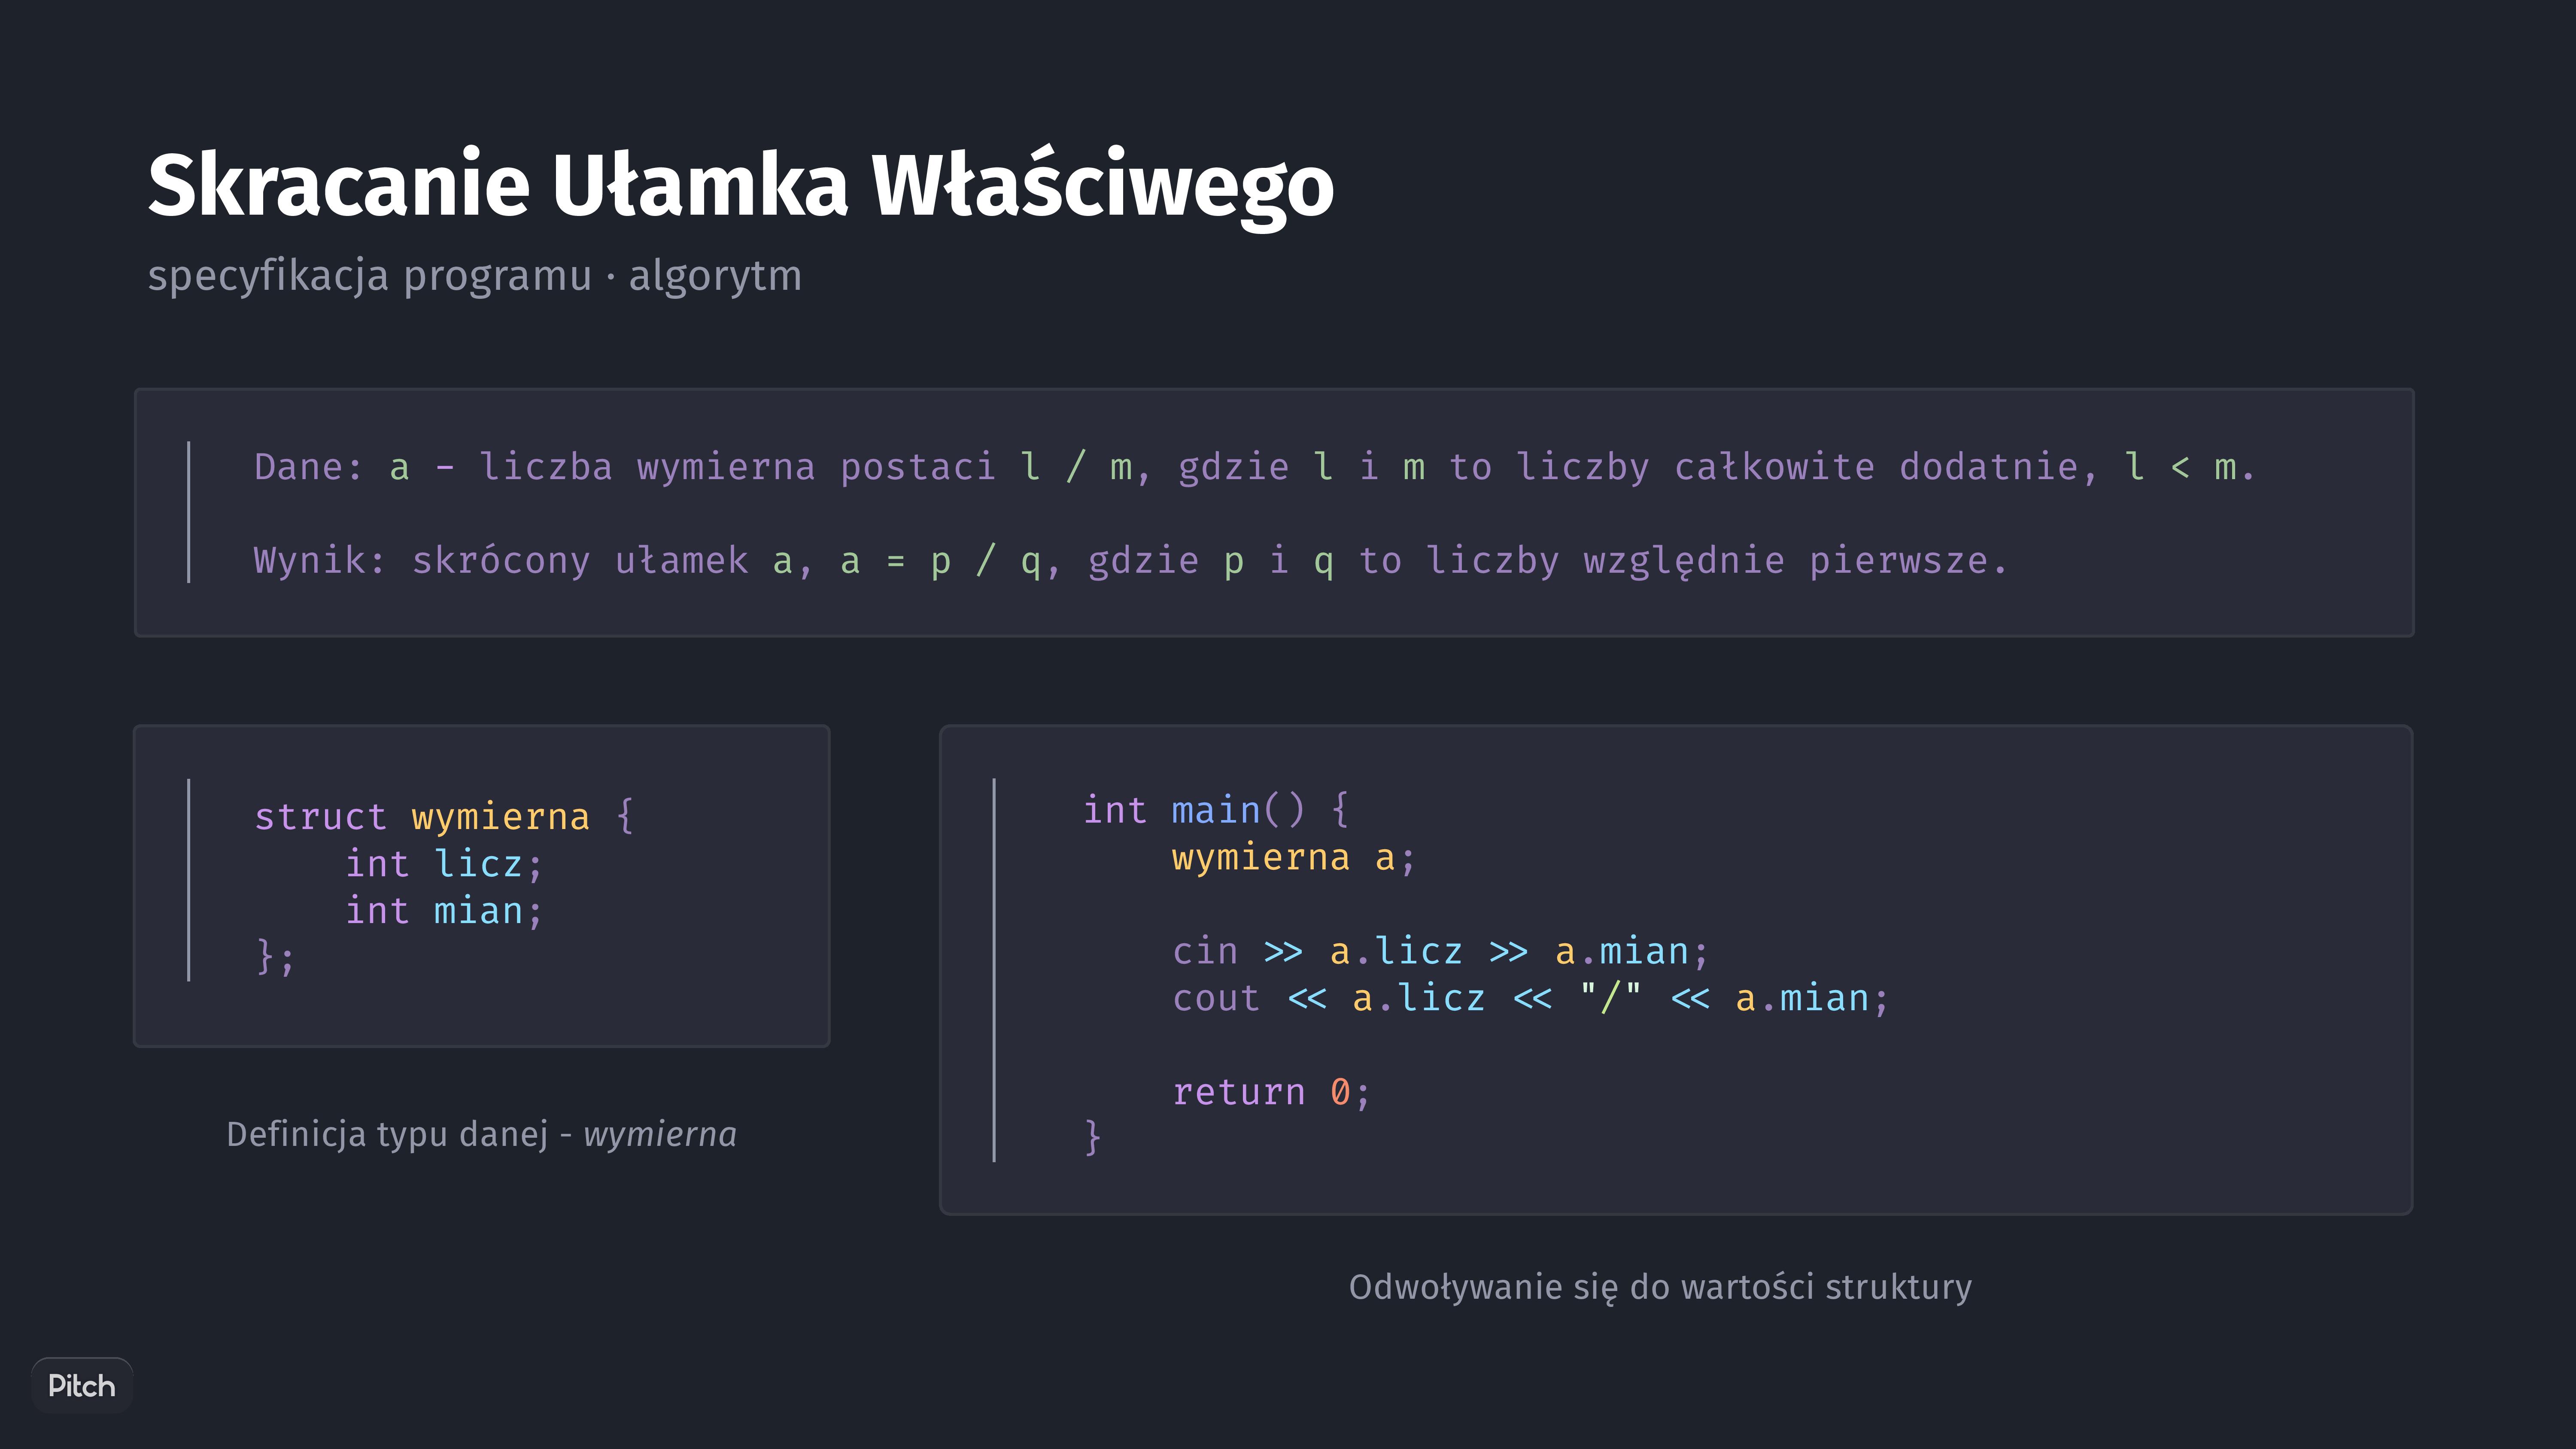 Skracanie Ułamka Właściwego
specyfikacja programu · algorytm
Dane: a - liczba wymierna postaci l / m, gdzie l i m to liczby całkowite dodatnie, l < m.
Wynik: skrócony ułamek a, a = p / q, gdzie p i q to liczby względnie pierwsze.
struct wymierna {
    int licz;
    int mian;
};
Definicja typu danej - wymierna
int main() {
    wymierna a;
    cin >> a.licz >> a.mian;
    cout << a.licz << "/" << a.mian;
    return 0;
}
Odwoływanie się do wartości struktury
Pitch